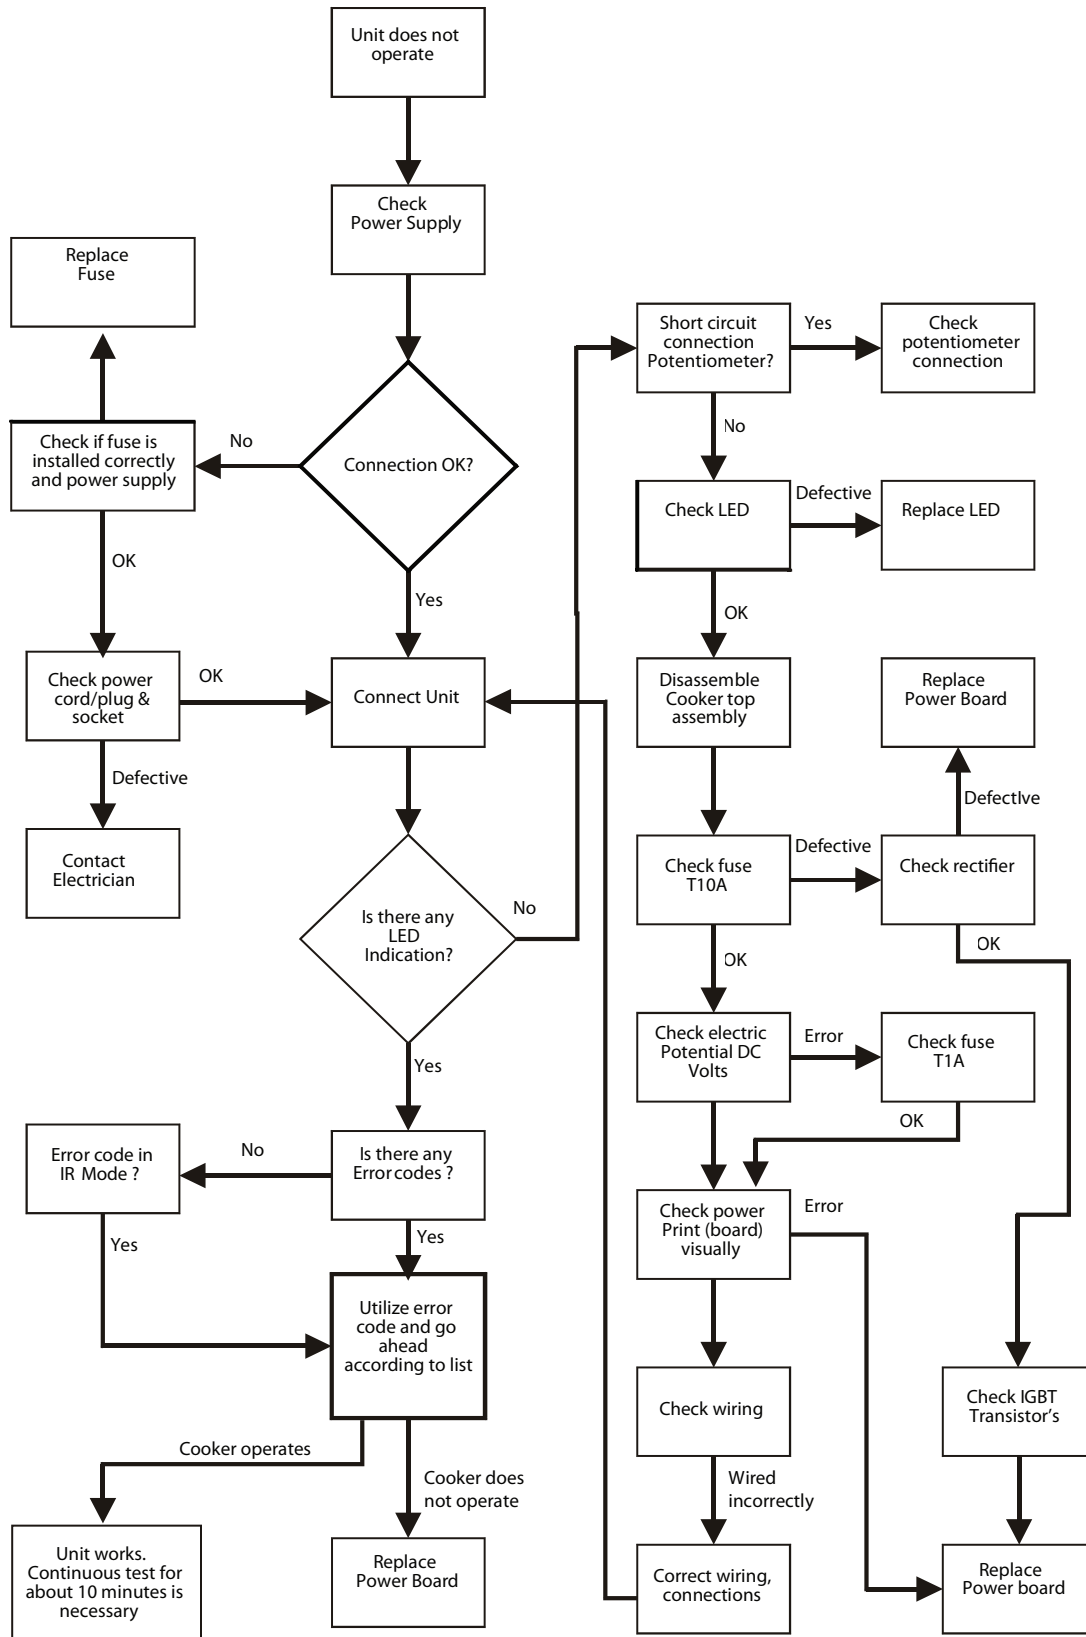 Unit does not
operate
Check
Power Supply
Replace
Fuse
Check if fuse is
installed correctly
and power supply
No
Connection OK?
OK
Yes
Check power
cord/plug &
socket
OK
Connect Unit
Defective
Contact
Electrician
Is there any
LED
Indication?
No
Yes
Error code in
IR Mode ?
No
Is there any
Error codes ?
Yes
Yes
Utilize error
code and go
ahead
according to list
Cooker operates
Cooker does
not operate
Unit works.
Continuous test for
about 10 minutes is
necessary
Replace
Power Board
Short circuit
connection
Potentiometer?
Yes
Check
potentiometer
connection
No
Check LED
Defective
Replace LED
OK
Disassemble
Cooker top
assembly
Replace
Power Board
DefectIve
Check fuse
T10A
Defective
Check rectifier
OK
OK
Check electric
Potential DC
Volts
Error
Check fuse
T1A
OK
Check power
Print (board)
visually
Error
Check wiring
Check IGBT
Transistor's
Wired
incorrectly
Correct wiring,
connections
Replace
Power board